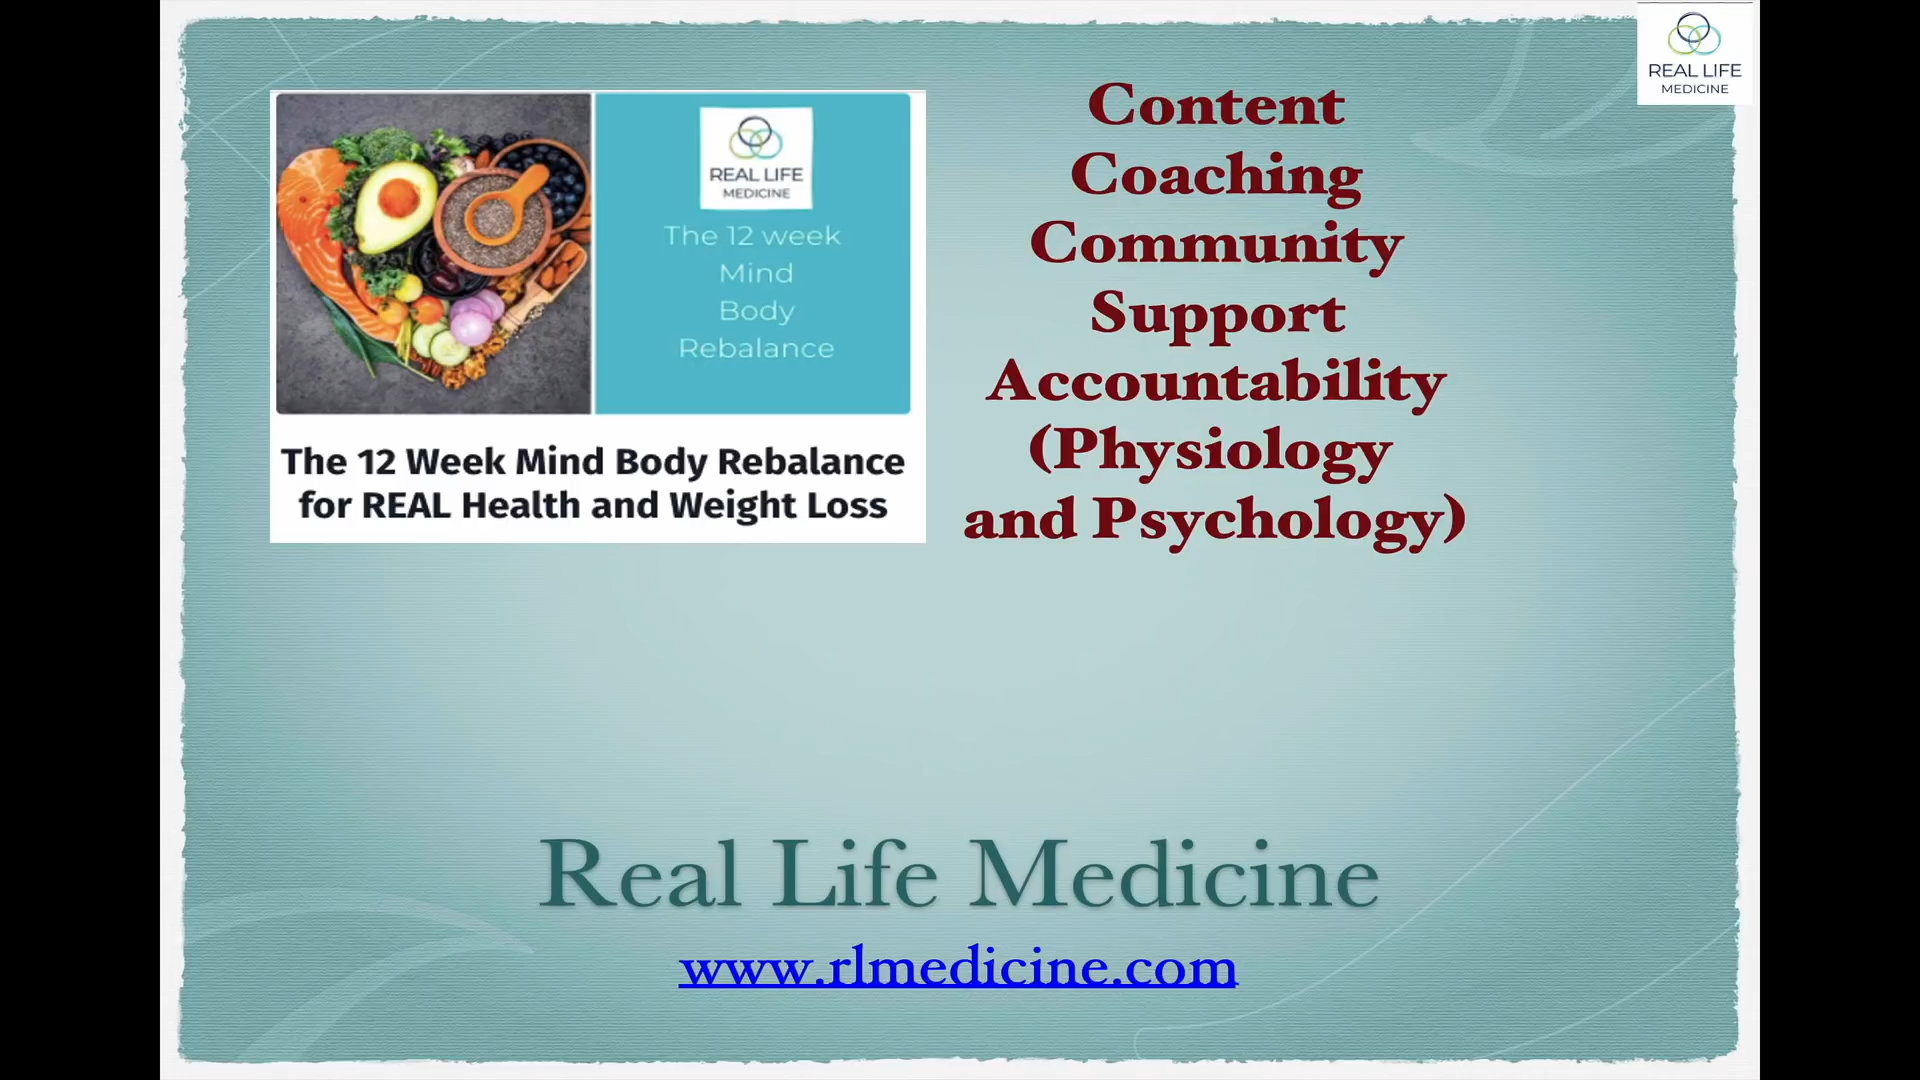 REAL LIFE
MEDICINE
REAL LIFE
MEDICINE
The 12 week
Mind
Body
Rebalance
The 12 Week Mind Body Rebalance
for REAL Health and Weight Loss
Content
Coaching
Community
Support
Accountability
(Physiology
and Psychology)
Real Life Medicine
www.rlmedicine.com